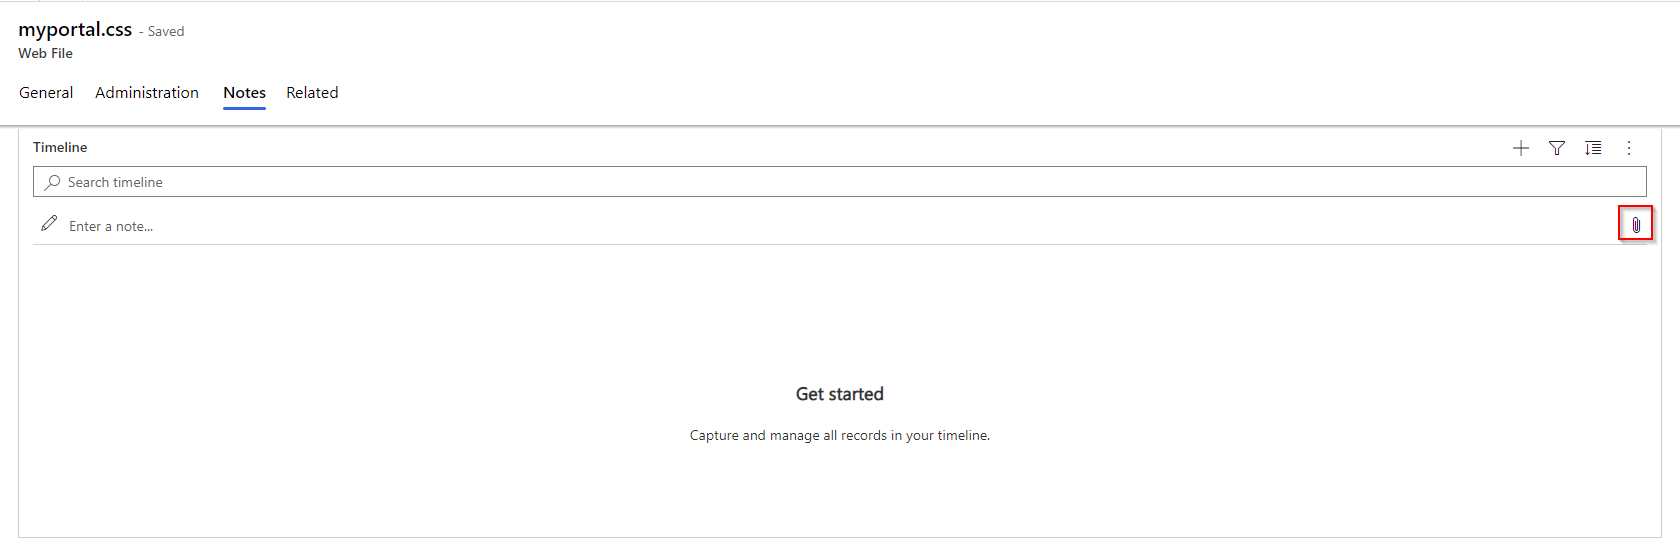 myportal.css - Saved
Web File
General Administration Notes Related
Timeline
Search timeline
Enter a note...
Get started
Capture and manage all records in your timeline.